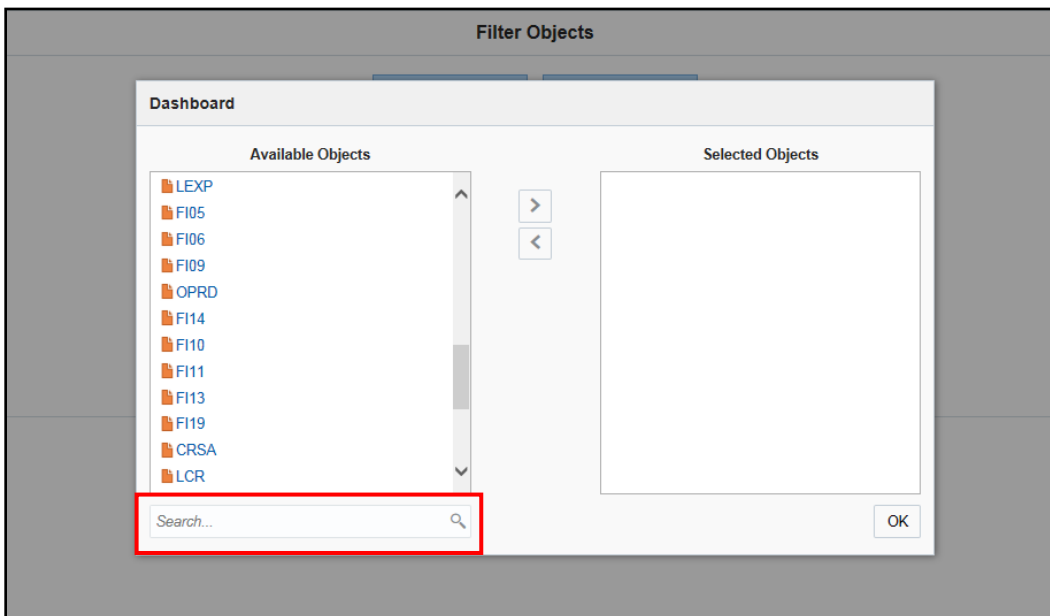 Filter Objects
Dashboard
Available Objects
Selected Objects
LEXP
FI05
FI06
FI09
OPRD
FI14
FI10
FI11
FI13
FI19
CRSA
LCR
Search...
OK